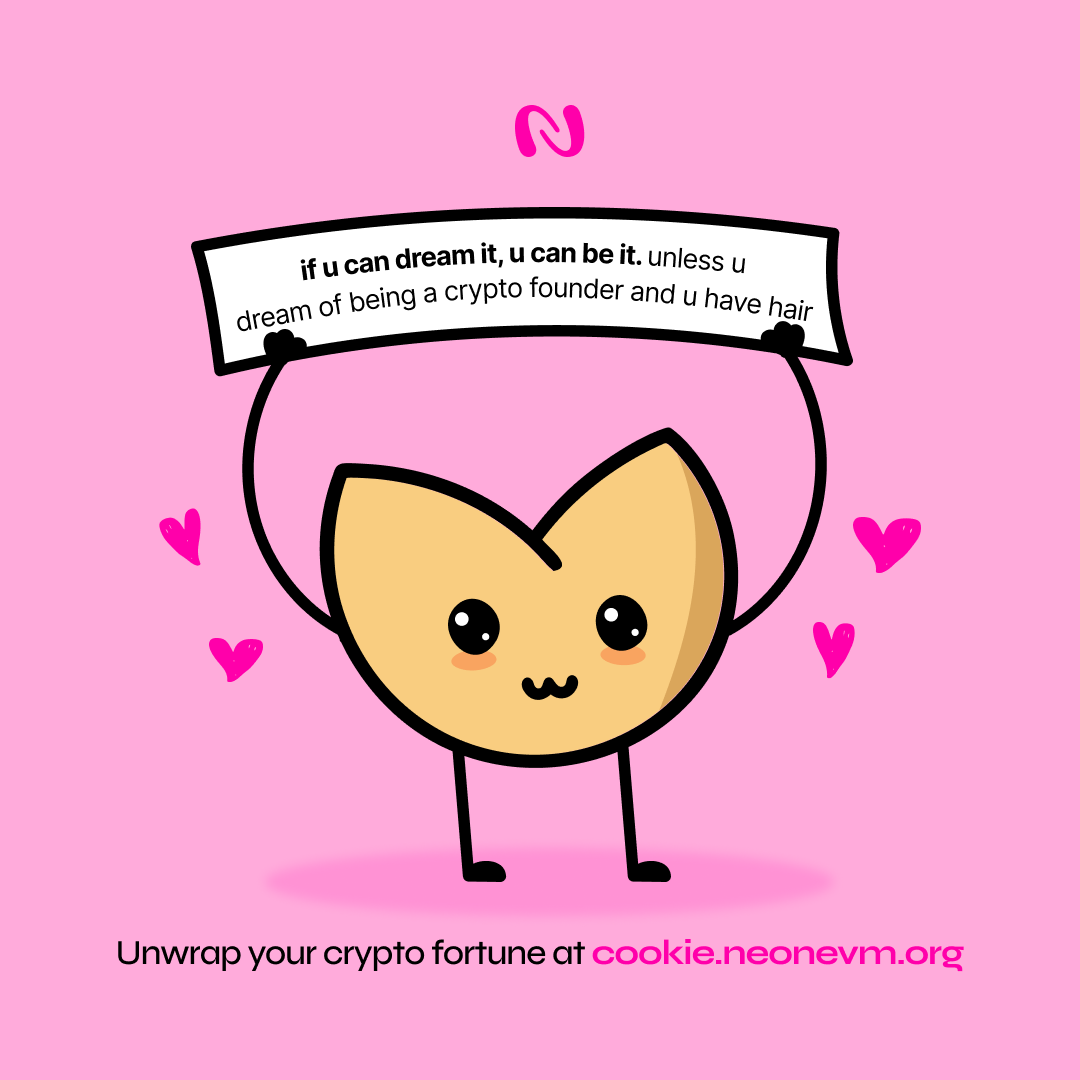 if u can dream it, u can be it. unless u
dream of being a crypto founder and u have hair
Unwrap your crypto fortune at cookie.neonevm.org